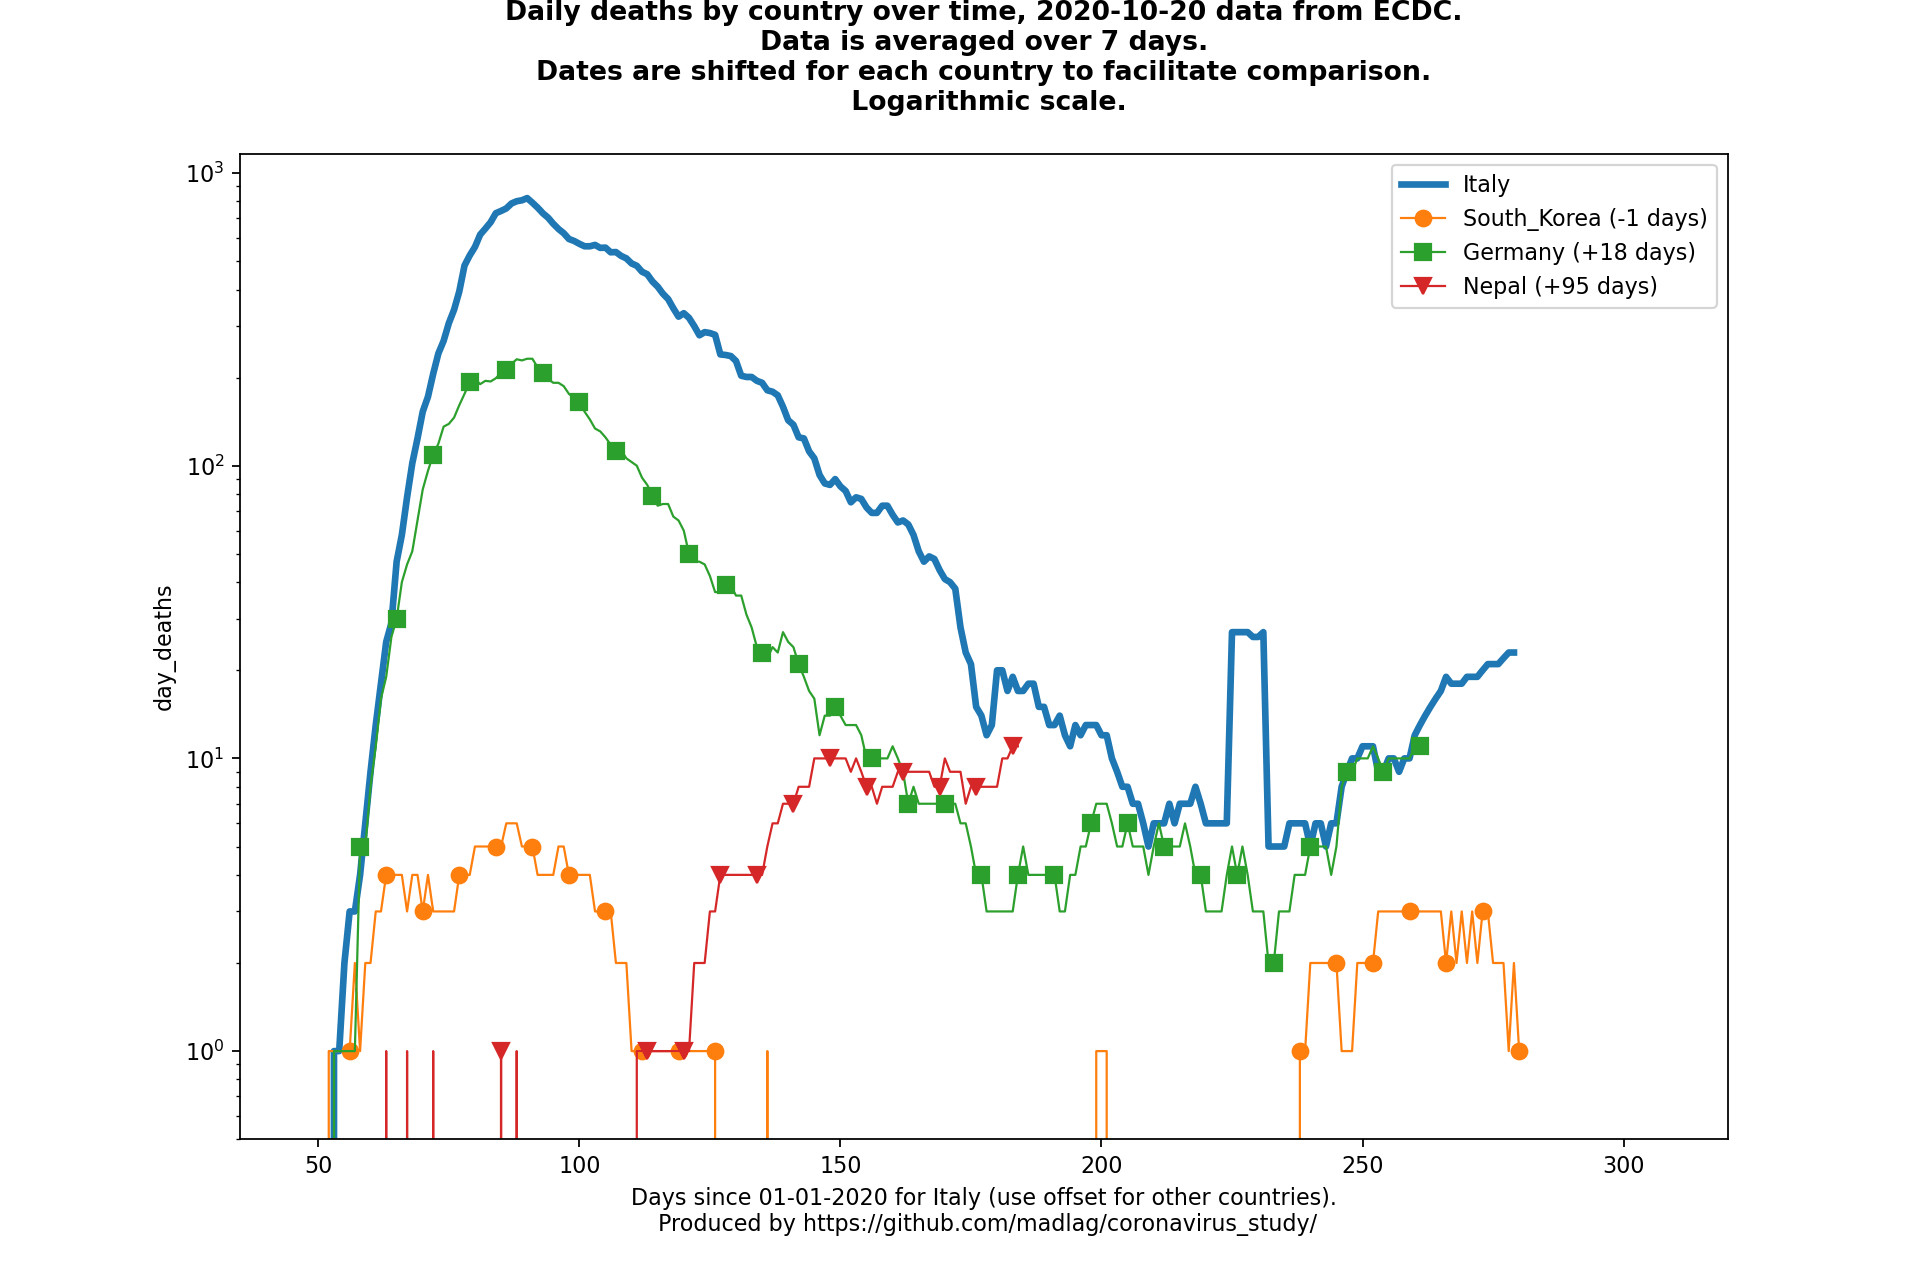 Daily deaths by country over time, 2020-10-20 data from ECDC.
Data is averaged over 7 days.
Dates are shifted for each country to facilitate comparison.
Logarithmic scale.
10³
10²
10¹
10⁰
day_deaths
Italy
South_Korea (-1 days)
Germany (+18 days)
Nepal (+95 days)
50 100 150 200 250 300
Days since 01-01-2020 for Italy (use offset for other countries).
Produced by https://github.com/madlag/coronavirus_study/